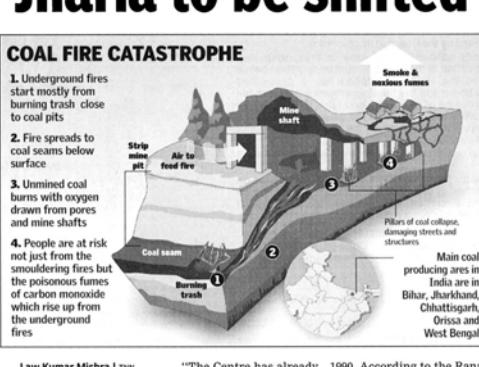 Jharia to be shifted
COAL FIRE CATASTROPHE
1. Underground fires
start mostly from
burning trash close
to coal pits
2. Fire spreads to
coal seams below
surface
3. Unmined coal
burns with oxygen
drawn from pores
and mine shafts
4. People are at risk
not just from the
smouldering fires but
the poisonous fumes
of carbon monoxide
which rise up from
the underground
fires
Smoke &
noxious fumes
Mine
shaft
Strip
mine
pit
Air to
feed fire
4
3
Pillars of coal collapse,
damaging streets and
structures
2
Coal seam
1
Burning
trash
Main coal
producing ares in
India are in
Bihar, Jharkhand,
Chhattisgarh,
Orissa and
West Bengal
Law Kumar Mishra | TNN
"The Centre has already
1990. According to the